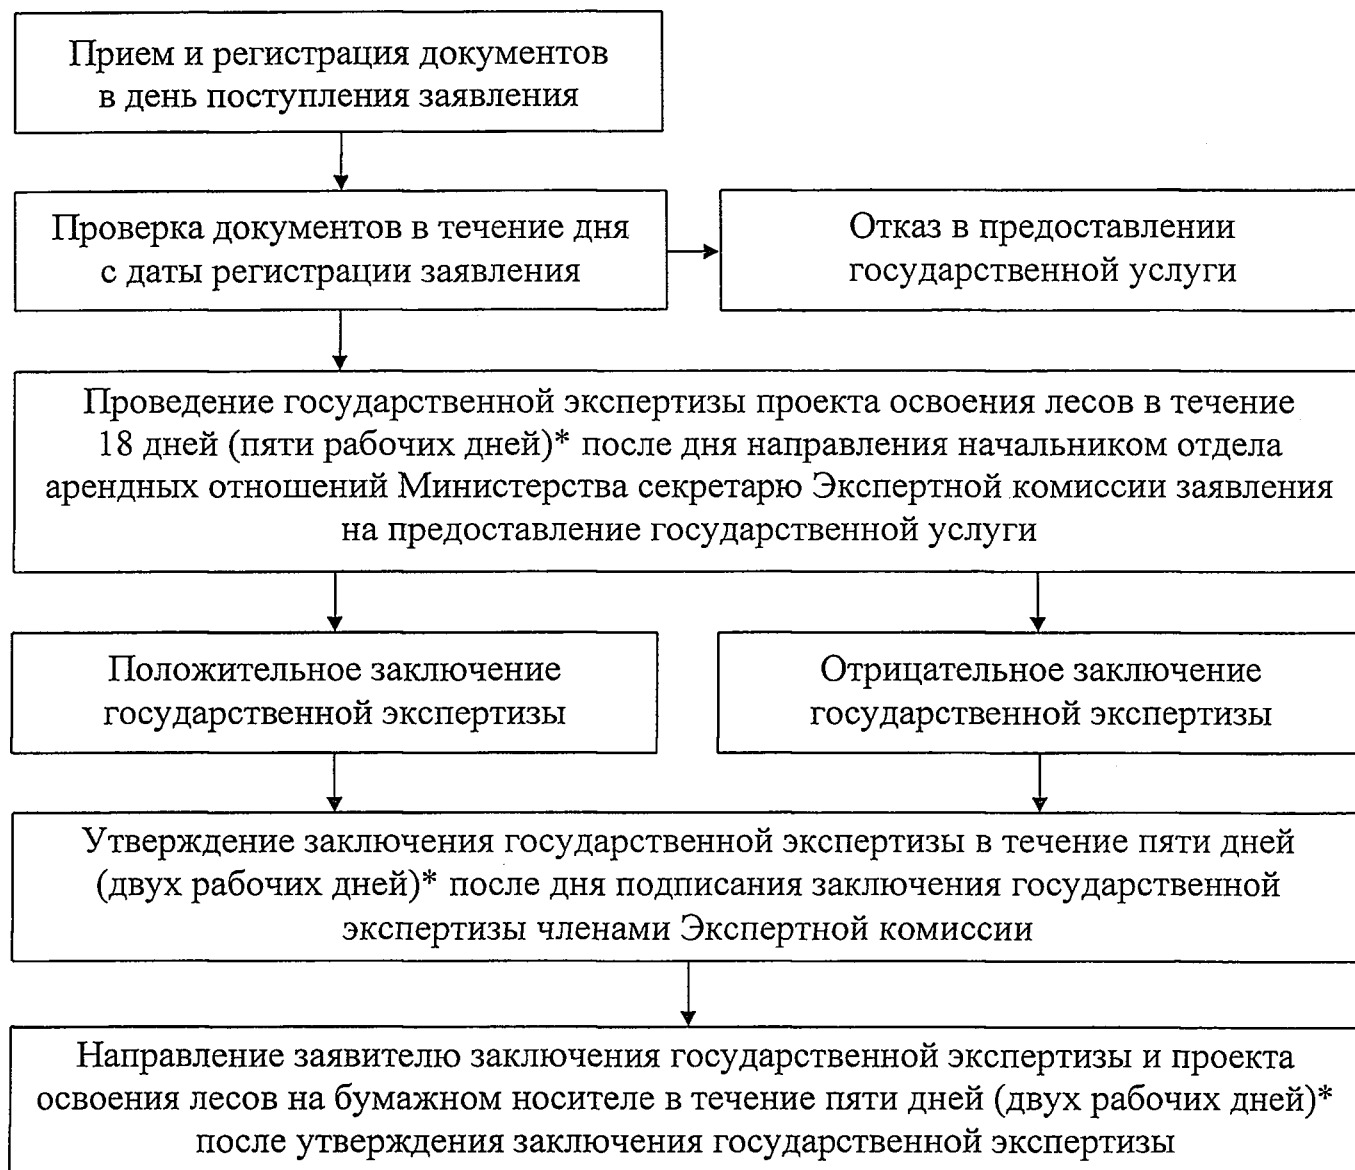 Прием и регистрация документов
в день поступления заявления
Проверка документов в течение дня
с даты регистрации заявления
Отказ в предоставлении
государственной услуги
Проведение государственной экспертизы проекта освоения лесов в течение
18 дней (пяти рабочих дней)* после дня направления начальником отдела
арендных отношений Министерства секретарю Экспертной комиссии заявления
на предоставление государственной услуги
Положительное заключение
государственной экспертизы
Отрицательное заключение
государственной экспертизы
Утверждение заключения государственной экспертизы в течение пяти дней
(двух рабочих дней)* после дня подписания заключения государственной
экспертизы членами Экспертной комиссии
Направление заявителю заключения государственной экспертизы и проекта
освоения лесов на бумажном носителе в течение пяти дней (двух рабочих дней)*
после утверждения заключения государственной экспертизы